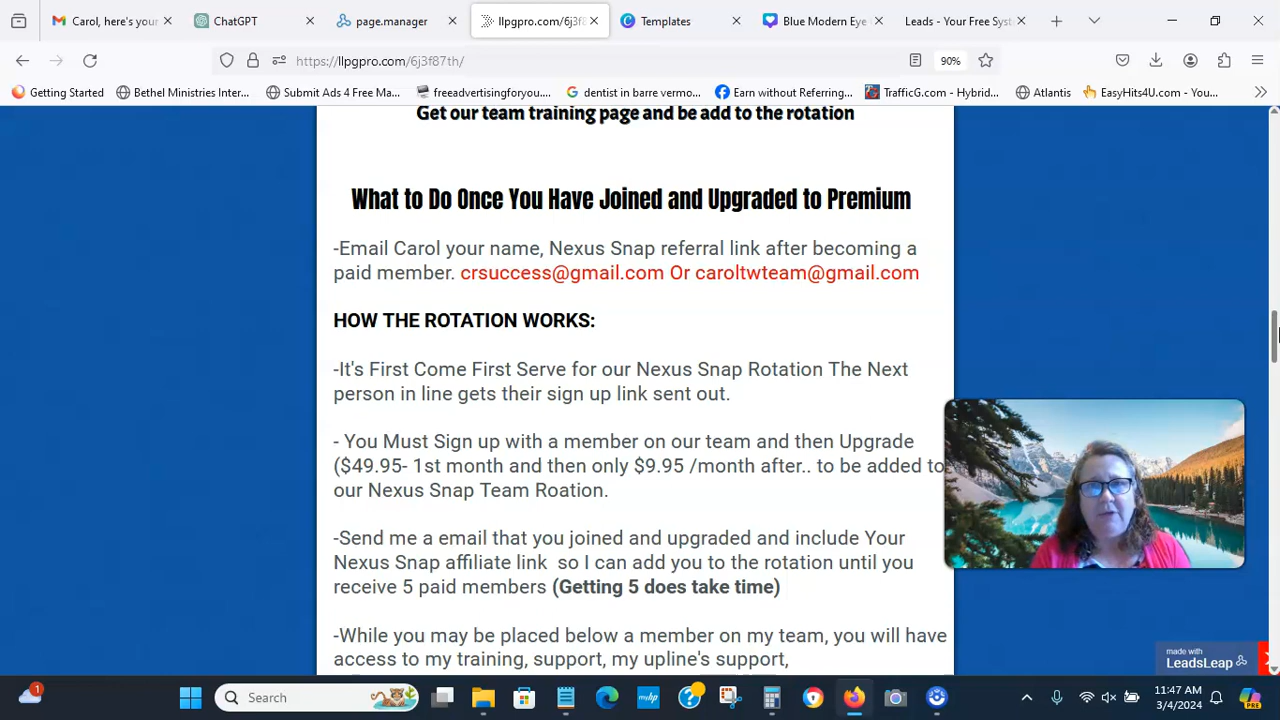 Carol, here's your
ChatGPT
page.manager
llpgpro.com/6j3f8
Templates
Blue Modern Eye
Leads - Your Free Sys
https://llpgpro.com/6j3f87th/
90%
Getting Started
Bethel Ministries Inter...
Submit Ads 4 Free Ma...
freeadvertisingforyou....
dentist in barre vermo...
Earn without Referring...
TrafficG.com - Hybrid...
Atlantis
EasyHits4U.com - You...
Get our team training page and be add to the rotation
What to Do Once You Have Joined and Upgraded to Premium
-Email Carol your name, Nexus Snap referral link after becoming a
paid member. crsuccess@gmail.com Or caroltwteam@gmail.com
HOW THE ROTATION WORKS:
-It's First Come First Serve for our Nexus Snap Rotation The Next
person in line gets their sign up link sent out.
- You Must Sign up with a member on our team and then Upgrade
($49.95- 1st month and then only $9.95 /month after.. to be added to
our Nexus Snap Team Roation.
-Send me a email that you joined and upgraded and include Your
Nexus Snap affiliate link so I can add you to the rotation until you
receive 5 paid members (Getting 5 does take time)
-While you may be placed below a member on my team, you will have
access to my training, support, my upline's support,
made with
LeadsLeap
1
Search
myhp
PRE
11:47 AM
3/4/2024